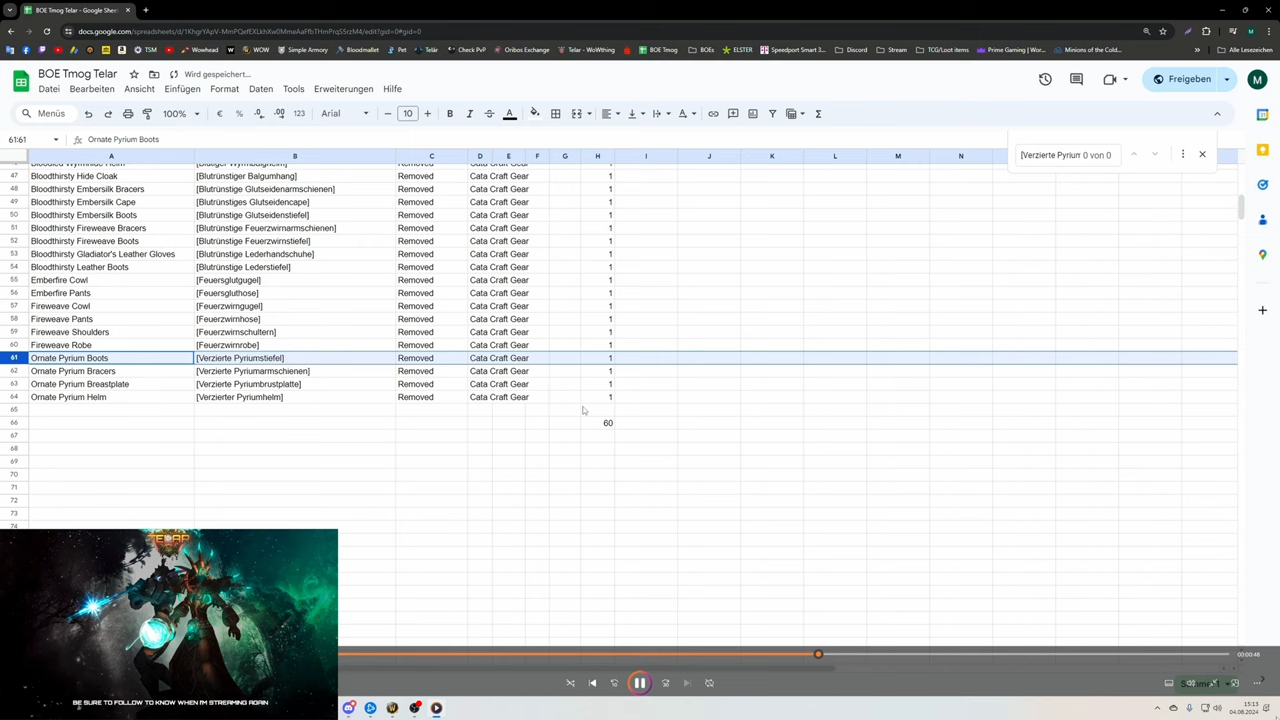 BOE Tmog Telar - Google Shee
docs.google.com/spreadsheets/d/1KhgrYApV-MmPQefEXLkhXw0MmeAaFfbTHmPrqS5rzM4/edit?gid=0#gid=0
TSM Wowhead WOW Simple Armory Bloodmallet Pet Telär Check PvP Oribos Exchange Telar - WoWthing BOE Tmog BOEs ELSTER Speedport Smart 3... Discord Stream TCG/Loot items Prime Gaming | War... Minions of the Cold... Alle Lesezeichen
BOE Tmog Telar Wird gespeichert...
Datei Bearbeiten Ansicht Einfügen Format Daten Tools Erweiterungen Hilfe
Freigeben
M
Menüs 100% € % 123 Arial 10
61:61 Ornate Pyrium Boots
[Verzierte Pyriur 0 von 0
A B C D E F G H I J K L M N
47 Bloodthirsty Hide Cloak [Blutrünstiger Balgumhang] Removed Cata Craft Gear 1
48 Bloodthirsty Embersilk Bracers [Blutrünstige Glutseidenarmschienen] Removed Cata Craft Gear 1
49 Bloodthirsty Embersilk Cape [Blutrünstiges Glutseidencape] Removed Cata Craft Gear 1
50 Bloodthirsty Embersilk Boots [Blutrünstige Glutseidenstiefel] Removed Cata Craft Gear 1
51 Bloodthirsty Fireweave Bracers [Blutrünstige Feuerzwirnarmschienen] Removed Cata Craft Gear 1
52 Bloodthirsty Fireweave Boots [Blutrünstige Feuerzwirnstiefel] Removed Cata Craft Gear 1
53 Bloodthirsty Gladiator's Leather Gloves [Blutrünstige Lederhandschuhe] Removed Cata Craft Gear 1
54 Bloodthirsty Leather Boots [Blutrünstige Lederstiefel] Removed Cata Craft Gear 1
55 Emberfire Cowl [Feuersglutgugel] Removed Cata Craft Gear 1
56 Emberfire Pants [Feuersgluthose] Removed Cata Craft Gear 1
57 Fireweave Cowl [Feuerzwirngugel] Removed Cata Craft Gear 1
58 Fireweave Pants [Feuerzwirnhose] Removed Cata Craft Gear 1
59 Fireweave Shoulders [Feuerzwirnschultern] Removed Cata Craft Gear 1
60 Fireweave Robe [Feuerzwirnrobe] Removed Cata Craft Gear 1
61 Ornate Pyrium Boots [Verzierte Pyriumstiefel] Removed Cata Craft Gear 1
62 Ornate Pyrium Bracers [Verzierte Pyriumarmschienen] Removed Cata Craft Gear 1
63 Ornate Pyrium Breastplate [Verzierte Pyriumbrustplatte] Removed Cata Craft Gear 1
64 Ornate Pyrium Helm [Verzierter Pyriumhelm] Removed Cata Craft Gear 1
65
66 60
67
68
69
70
71
72
73
74
TELAR
BE SURE TO FOLLOW TO KNOW WHEN I'M STREAMING AGAIN
00:00:48
15:13
04.08.2024